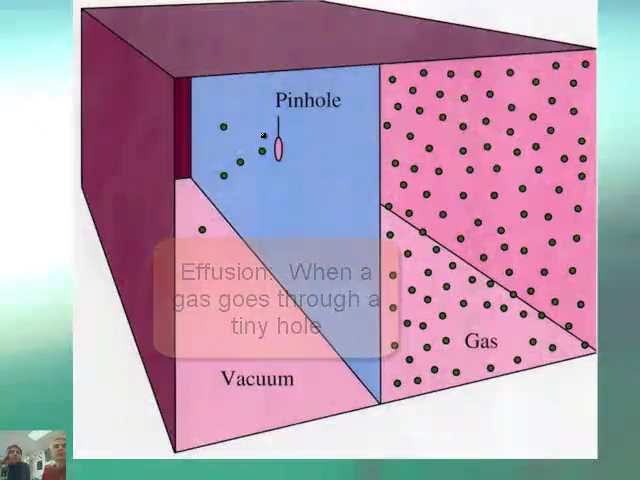 Pinhole
Effusion: When a
gas goes through a
tiny hole
Gas
Vacuum